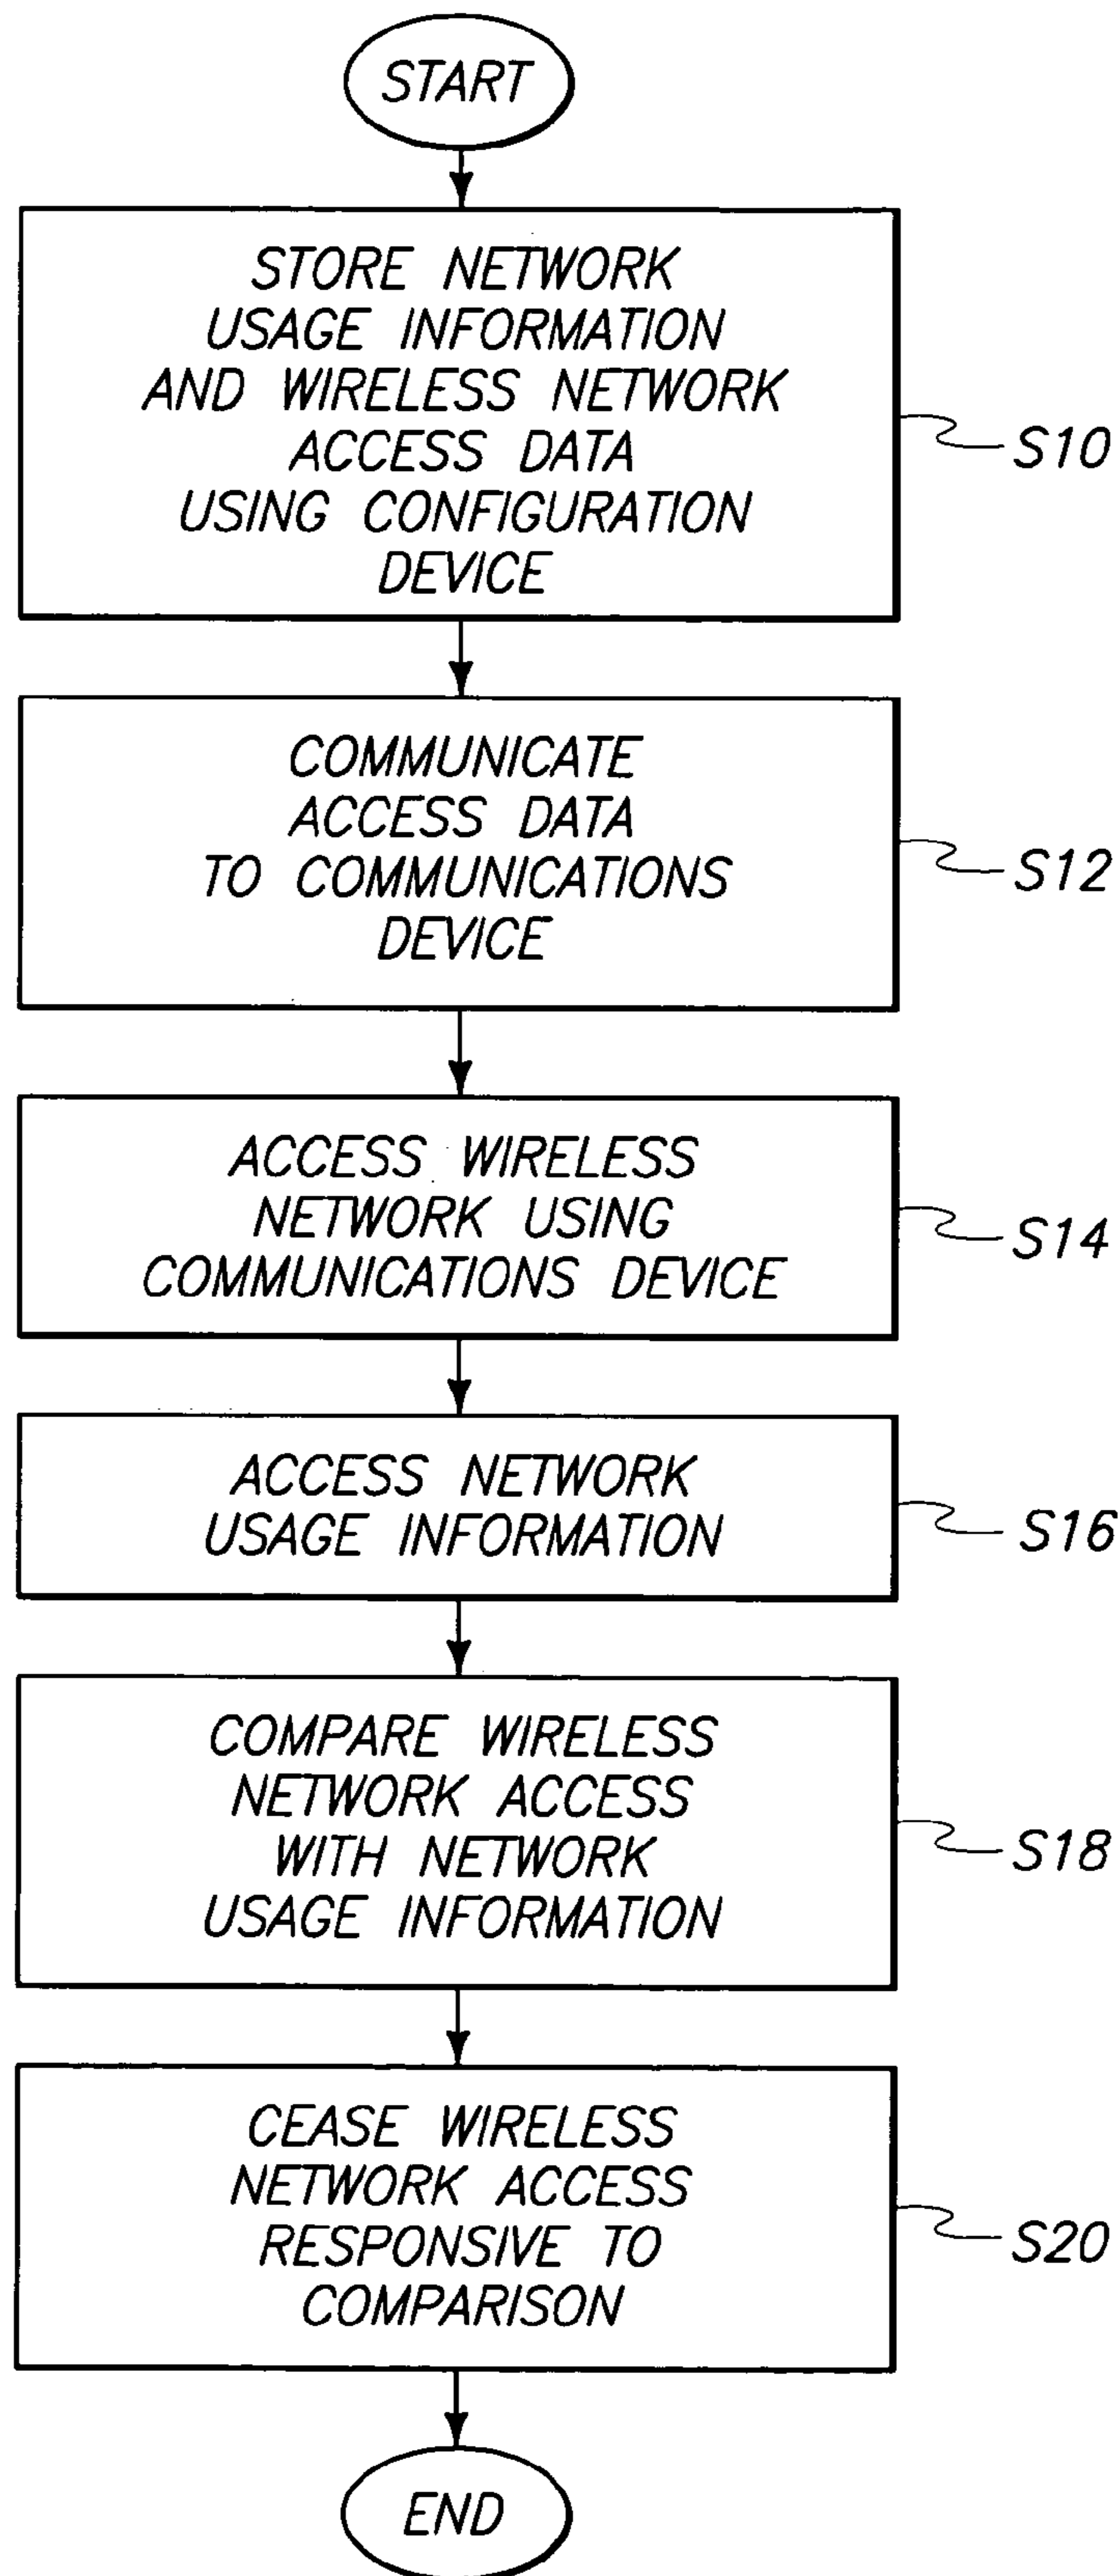 START
STORE NETWORK
USAGE INFORMATION
AND WIRELESS NETWORK
ACCESS DATA
USING CONFIGURATION
DEVICE
S10
COMMUNICATE
ACCESS DATA
TO COMMUNICATIONS
DEVICE
S12
ACCESS WIRELESS
NETWORK USING
COMMUNICATIONS DEVICE
S14
ACCESS NETWORK
USAGE INFORMATION
S16
COMPARE WIRELESS
NETWORK ACCESS
WITH NETWORK
USAGE INFORMATION
S18
CEASE WIRELESS
NETWORK ACCESS
RESPONSIVE TO
COMPARISON
S20
END